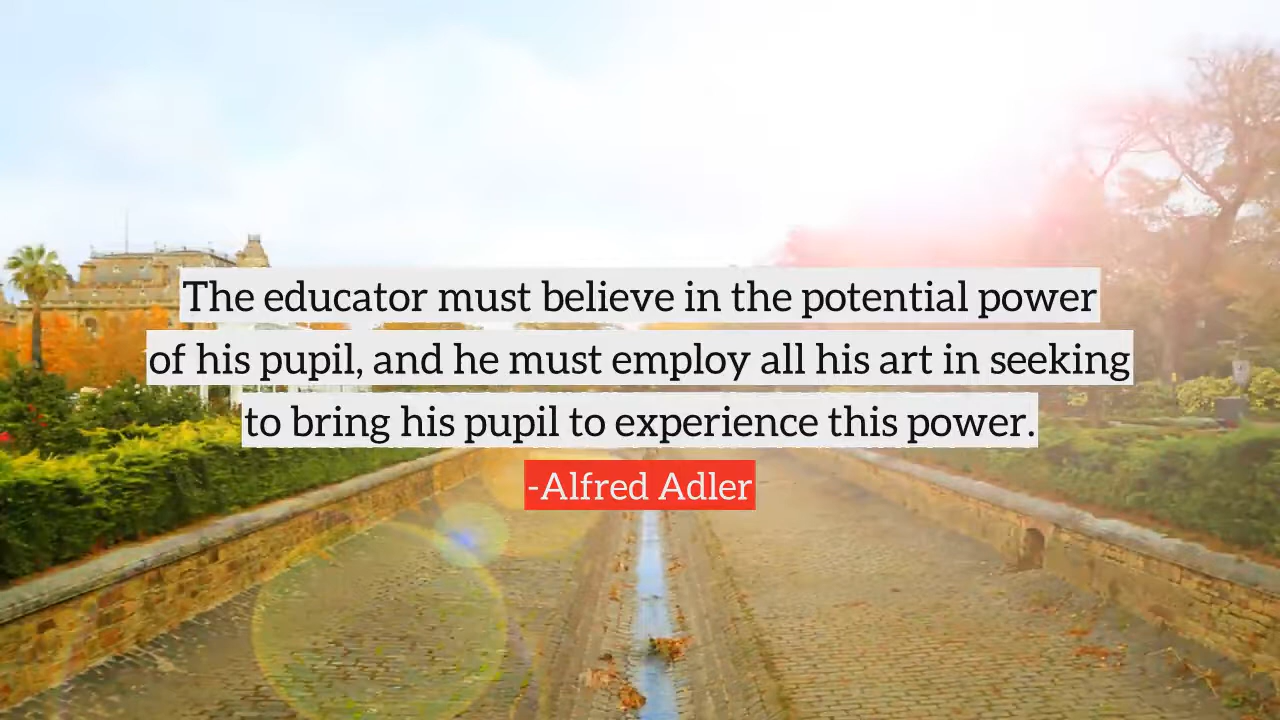 The educator must believe in the potential power
of his pupil, and he must employ all his art in seeking
to bring his pupil to experience this power.
-Alfred Adler